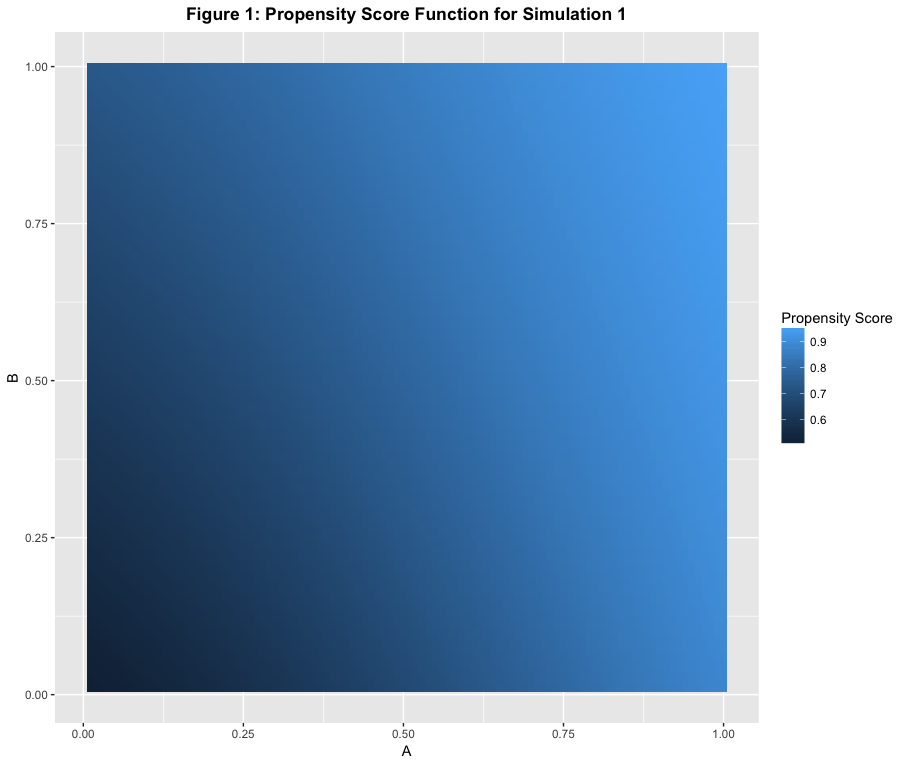 Figure 1: Propensity Score Function for Simulation 1
1.00
0.75
0.50
0.25
0.00
B
0.00 0.25 0.50 0.75 1.00
A
Propensity Score
0.9
0.8
0.7
0.6